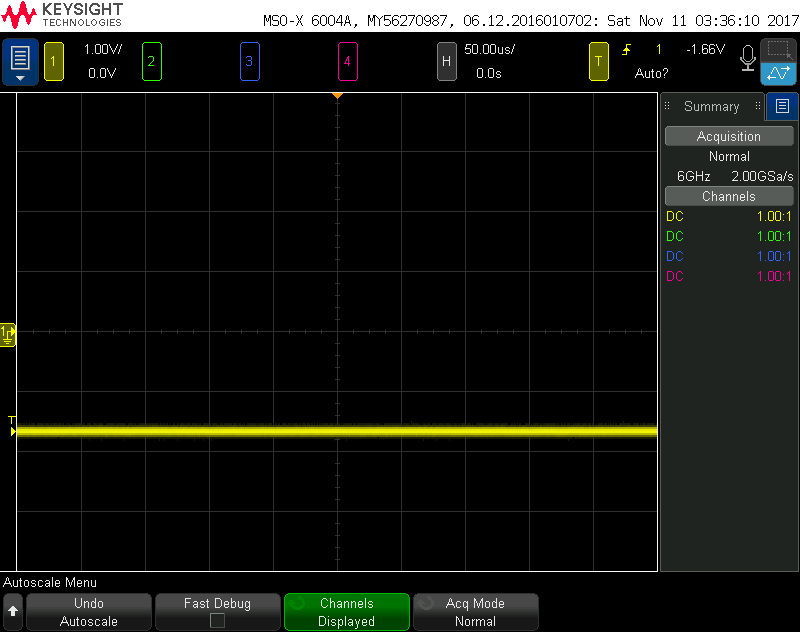 KEYSIGHT
TECHNOLOGIES
MSO-X 6004A, MY56270987, 06.12.2016010702: Sat Nov 11 03:36:10 2017
1 1.00V/ 2 3 4 H 50.00us/ T 1 -1.66V
0.0V 0.0s Auto?
Summary
Acquisition
Normal
6GHz 2.00GSa/s
Channels
DC 1.00:1
DC 1.00:1
DC 1.00:1
DC 1.00:1
1
T
Autoscale Menu
Undo
Autoscale
Fast Debug
Channels
Displayed
Acq Mode
Normal